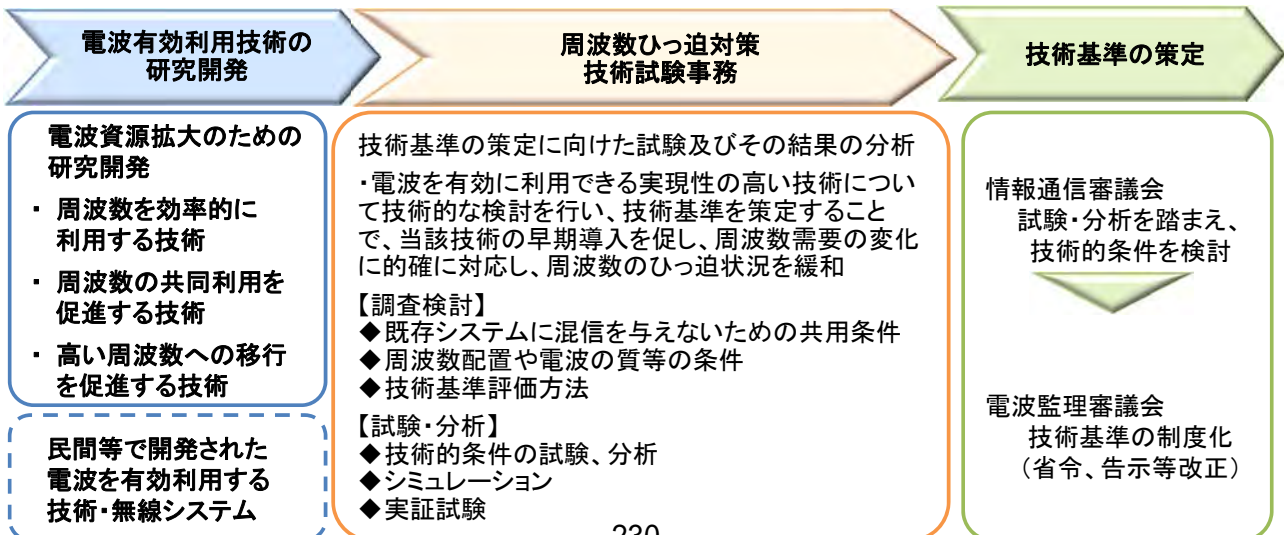 電波有効利用技術の
研究開発
周波数ひっ迫対策
技術試験事務
技術基準の策定
電波資源拡大のための
研究開発
・ 周波数を効率的に
利用する技術
・ 周波数の共同利用を
促進する技術
・ 高い周波数への移行
を促進する技術
民間等で開発された
電波を有効利用する
技術・無線システム
技術基準の策定に向けた試験及びその結果の分析
・電波を有効に利用できる実現性の高い技術につい
て技術的な検討を行い、技術基準を策定すること
で、当該技術の早期導入を促し、周波数需要の変化
に的確に対応し、周波数のひっ迫状況を緩和
【調査検討】
◆既存システムに混信を与えないための共用条件
◆周波数配置や電波の質等の条件
◆技術基準評価方法
【試験・分析】
◆技術的条件の試験、分析
◆シミュレーション
◆実証試験
情報通信審議会
試験・分析を踏まえ、
技術的条件を検討
電波監理審議会
技術基準の制度化
（省令、告示等改正）
230